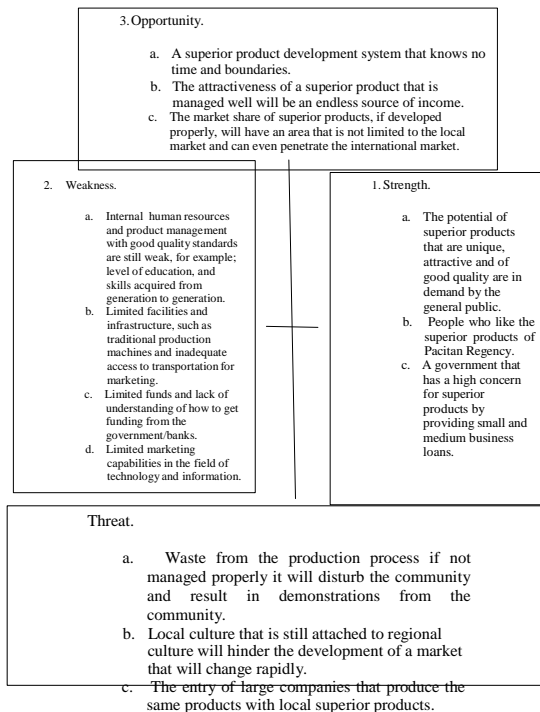 3. Opportunity.
a. A superior product development system that knows no
time and boundaries.
b. The attractiveness of a superior product that is
managed well will be an endless source of income.
c. The market share of superior products, if developed
properly, will have an area that is not limited to the local
market and can even penetrate the international market.
2. Weakness.
a. Internal human resources
and product management
with good quality standards
are still weak, for example;
level of education, and
skills acquired from
generation to generation.
b. Limited facilities and
infrastructure, such as
traditional production
machines and inadequate
access to transportation for
marketing.
c. Limited funds and lack of
understanding of how to get
funding from the
government/banks.
d. Limited marketing
capabilities in the field of
technology and information.
1. Strength.
a. The potential of
superior products
that are unique,
attractive and of
good quality are in
demand by the
general public.
b. People who like the
superior products of
Pacitan Regency.
c. A government that
has a high concern
for superior
products by
providing small and
medium business
loans.
Threat.
a. Waste from the production process if not
managed properly it will disturb the community
and result in demonstrations from the
community.
b. Local culture that is still attached to regional
culture will hinder the development of a market
that will change rapidly.
c. The entry of large companies that produce the
same products with local superior products.